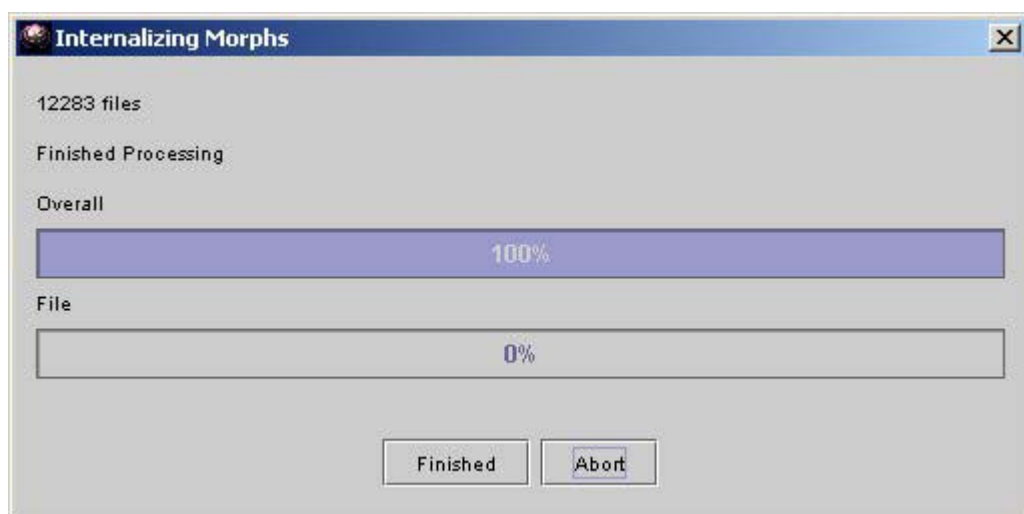 Internalizing Morphs
12283 files
Finished Processing
Overall
100%
File
0%
Finished Abort